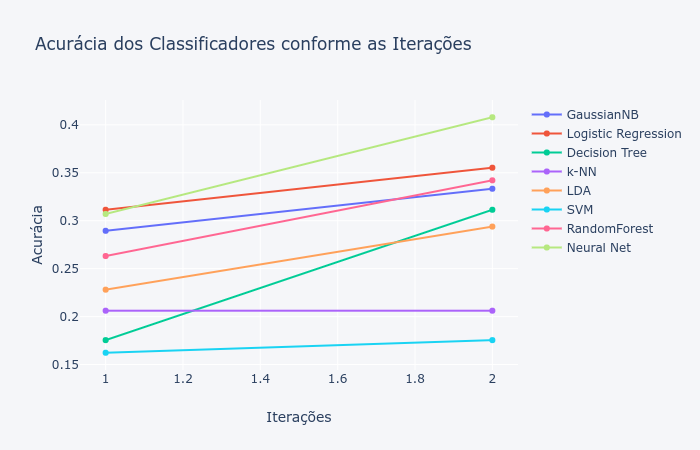 Acurácia dos Classificadores conforme as Iterações
0.4
0.35
0.3
0.25
0.2
0.15
Acurácia
1
1.2
1.4
1.6
1.8
2
Iterações
GaussianNB
Logistic Regression
Decision Tree
k-NN
LDA
SVM
RandomForest
Neural Net